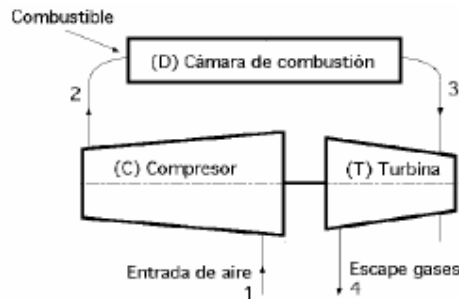 Combustible
(D) Cámara de combustión
2
3
(C) Compresor
(T) Turbina
Entrada de aire
1
Escape gases
4